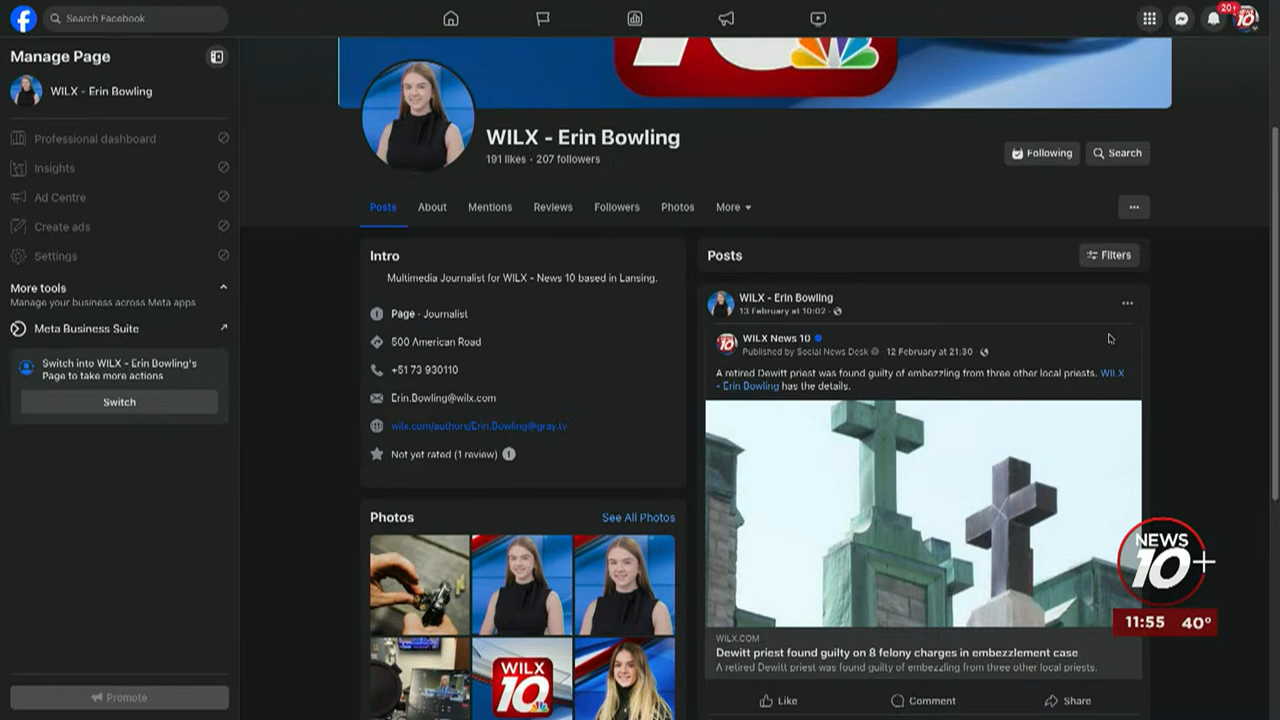 Search Facebook
20+
10
Manage Page
WILX - Erin Bowling
Professional dashboard
Insights
Ad Centre
Create ads
Settings
More tools
Manage your business across Meta apps
Meta Business Suite
Switch into WILX - Erin Bowling's
Page to take more actions
Switch
Promote
10
WILX - Erin Bowling
191 likes • 207 followers
Following
Search
Posts
About
Mentions
Reviews
Followers
Photos
More
Intro
Multimedia Journalist for WILX - News 10 based in Lansing.
Page · Journalist
500 American Road
+51 73 930110
Erin.Bowling@wilx.com
wilx.com/authors/Erin.Bowling@gray.tv
Not yet rated (1 review)
Photos
See All Photos
WILX
10
Posts
Filters
WILX - Erin Bowling
13 February at 10:02
WILX News 10
Published by Social News Desk · 12 February at 21:30
A retired Dewitt priest was found guilty of embezzling from three other local priests. WILX
- Erin Bowling has the details.
WILX.COM
Dewitt priest found guilty on 8 felony charges in embezzlement case
A retired Dewitt priest was found guilty of embezzling from three other local priests.
Like
Comment
Share
NEWS
10+
11:55 40°